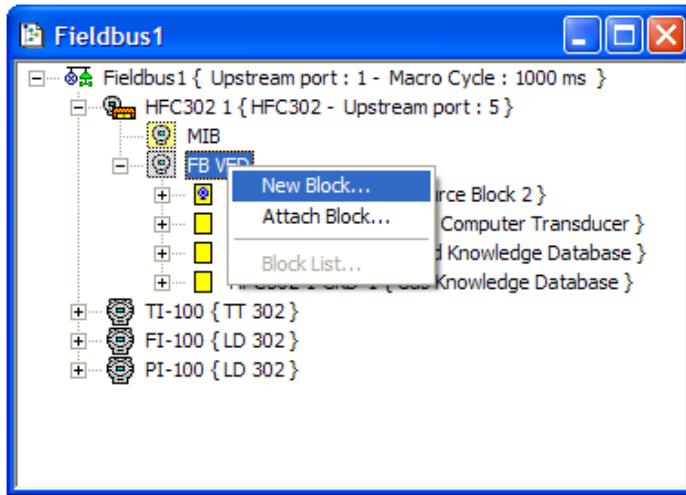 Fieldbus1
Fieldbus1 { Upstream port : 1 - Macro Cycle : 1000 ms }
HFC302 1 { HFC302 - Upstream port : 5 }
MIB
FB VFD
New Block...
Attach Block...
Block List...
Block 2 }
Computer Transducer }
Knowledge Database }
Knowledge Database }
TI-100 { TT 302 }
FI-100 { LD 302 }
PI-100 { LD 302 }